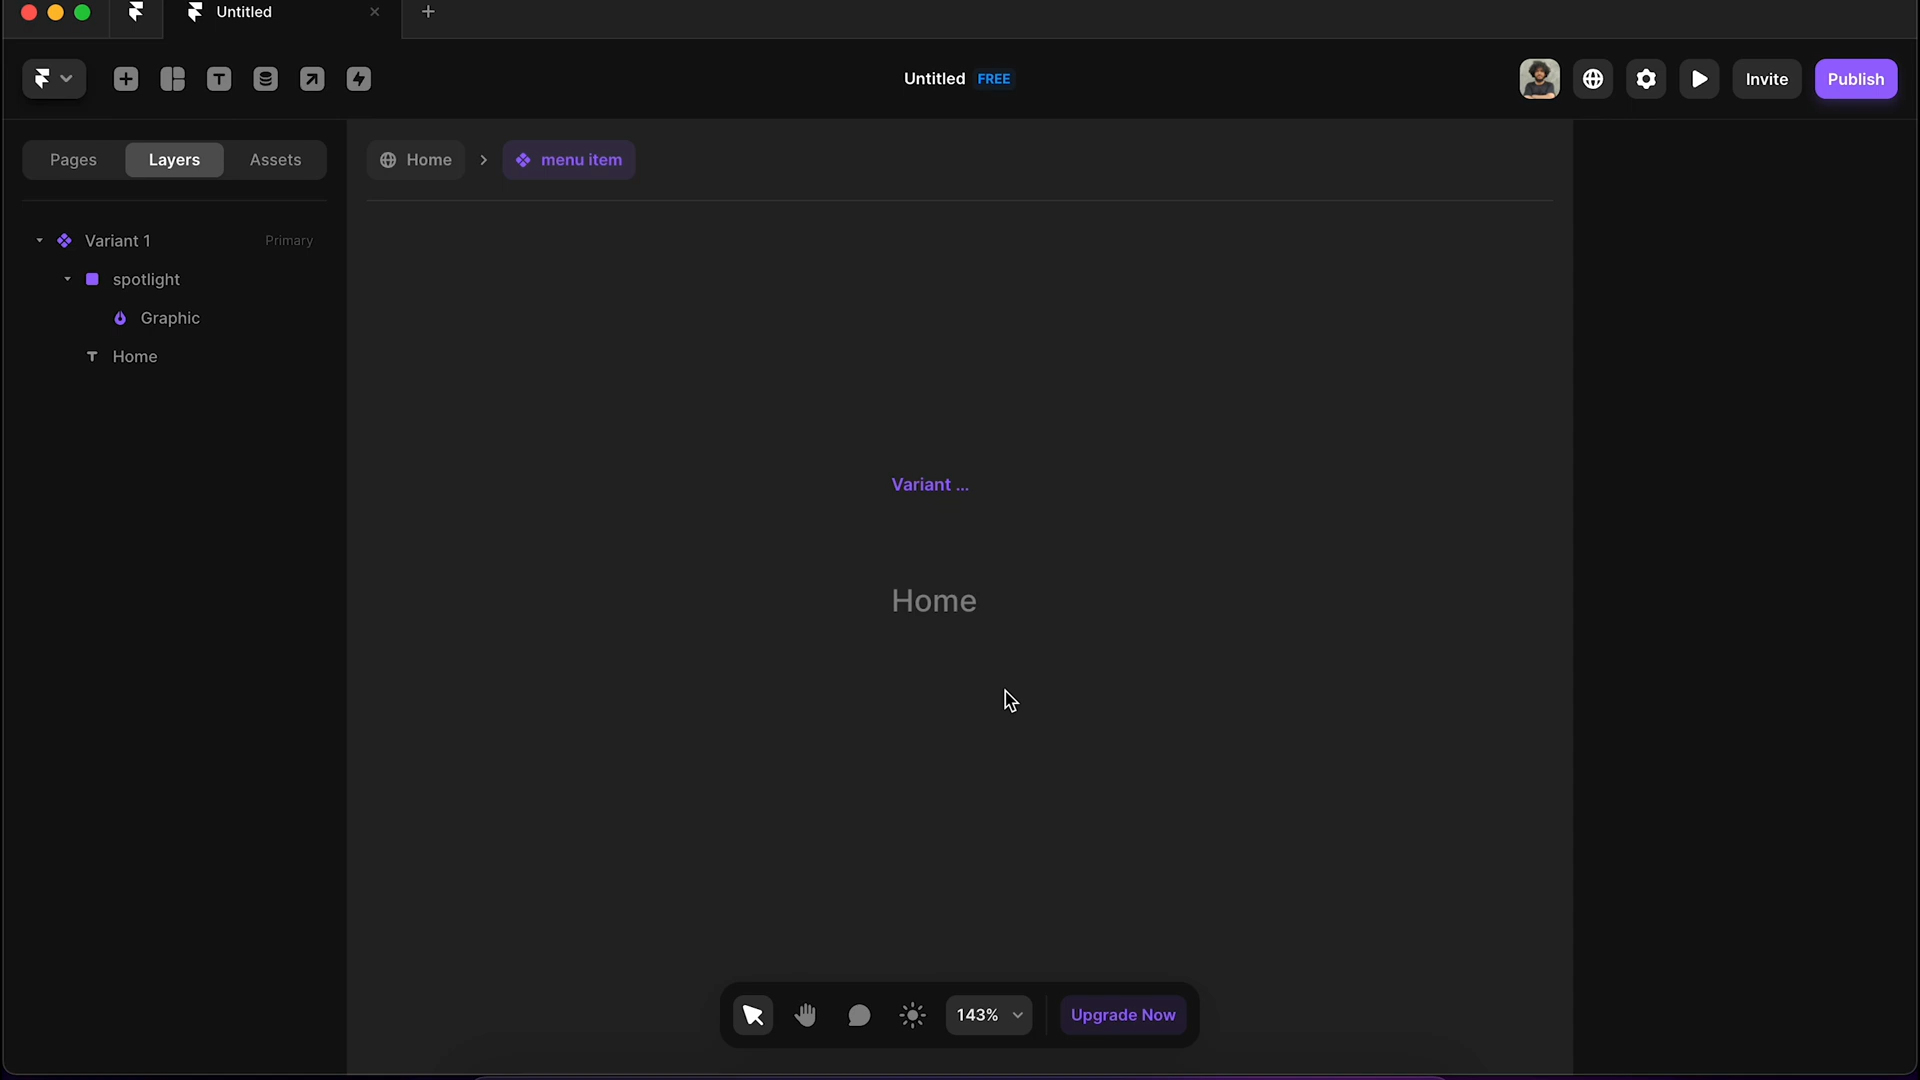 Untitled
Untitled FREE
Invite
Publish
Pages
Layers
Assets
Home
menu item
Variant 1
Primary
spotlight
Graphic
Home
Variant ...
Home
143%
Upgrade Now